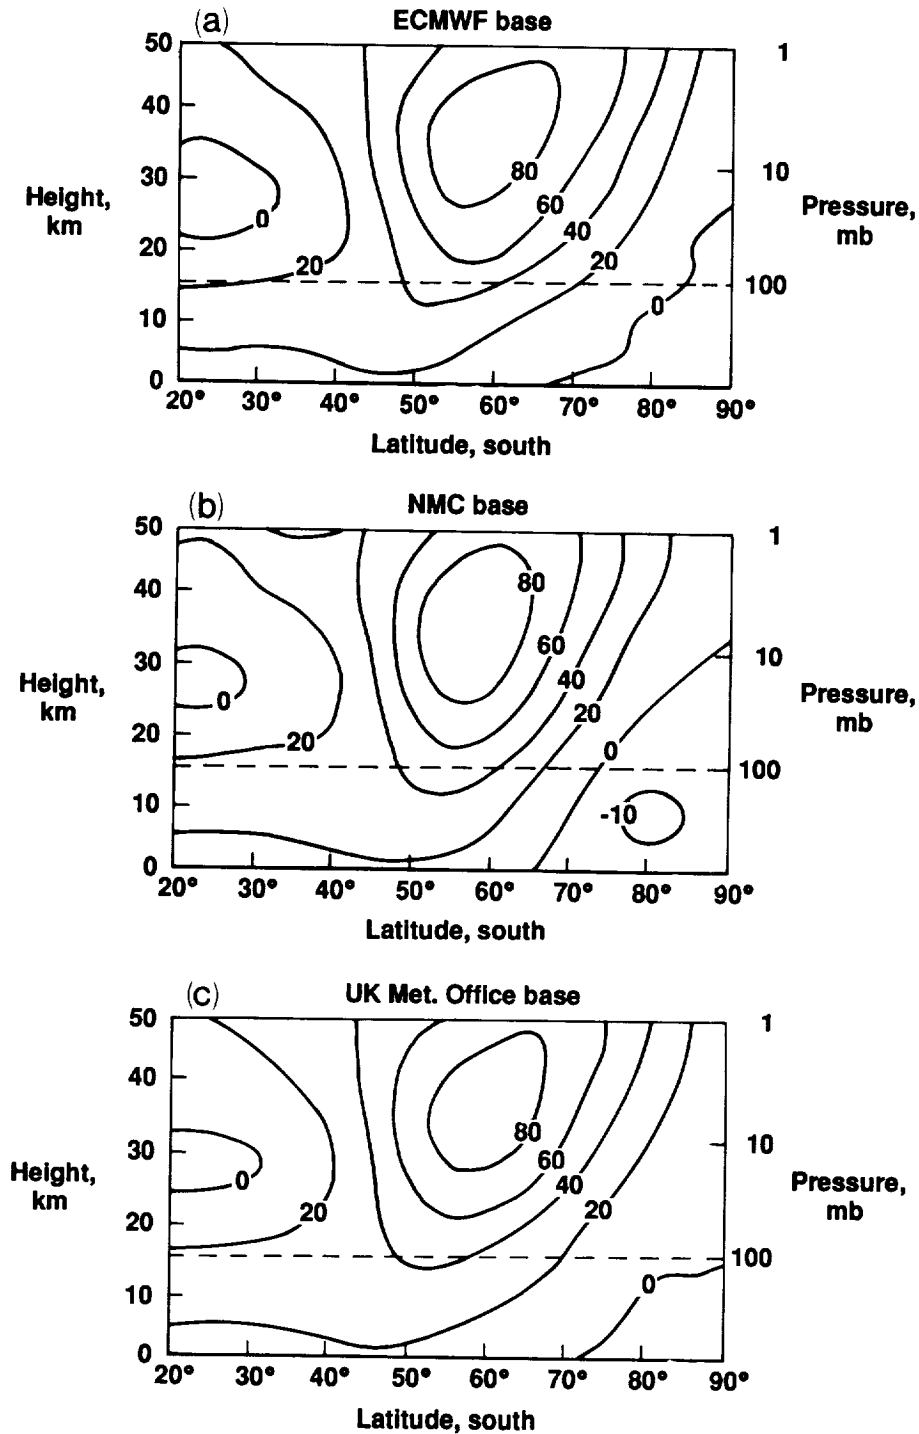 (a) ECMWF base
50
1
40
80
10
30
Height,
km
0
60
Pressure,
mb
40
20
20
20
100
0
10
0
20° 30° 40° 50° 60° 70° 80° 90°
Latitude, south
(b) NMC base
50
1
40
80
60
10
30
Height,
km
0
40
Pressure,
mb
20
20
20
0
100
10
-10
0
20° 30° 40° 50° 60° 70° 80° 90°
Latitude, south
(c) UK Met. Office base
50
1
40
80
10
30
60
Height,
km
0
40
Pressure,
mb
20
20
20
100
0
10
0
20° 30° 40° 50° 60° 70° 80° 90°
Latitude, south